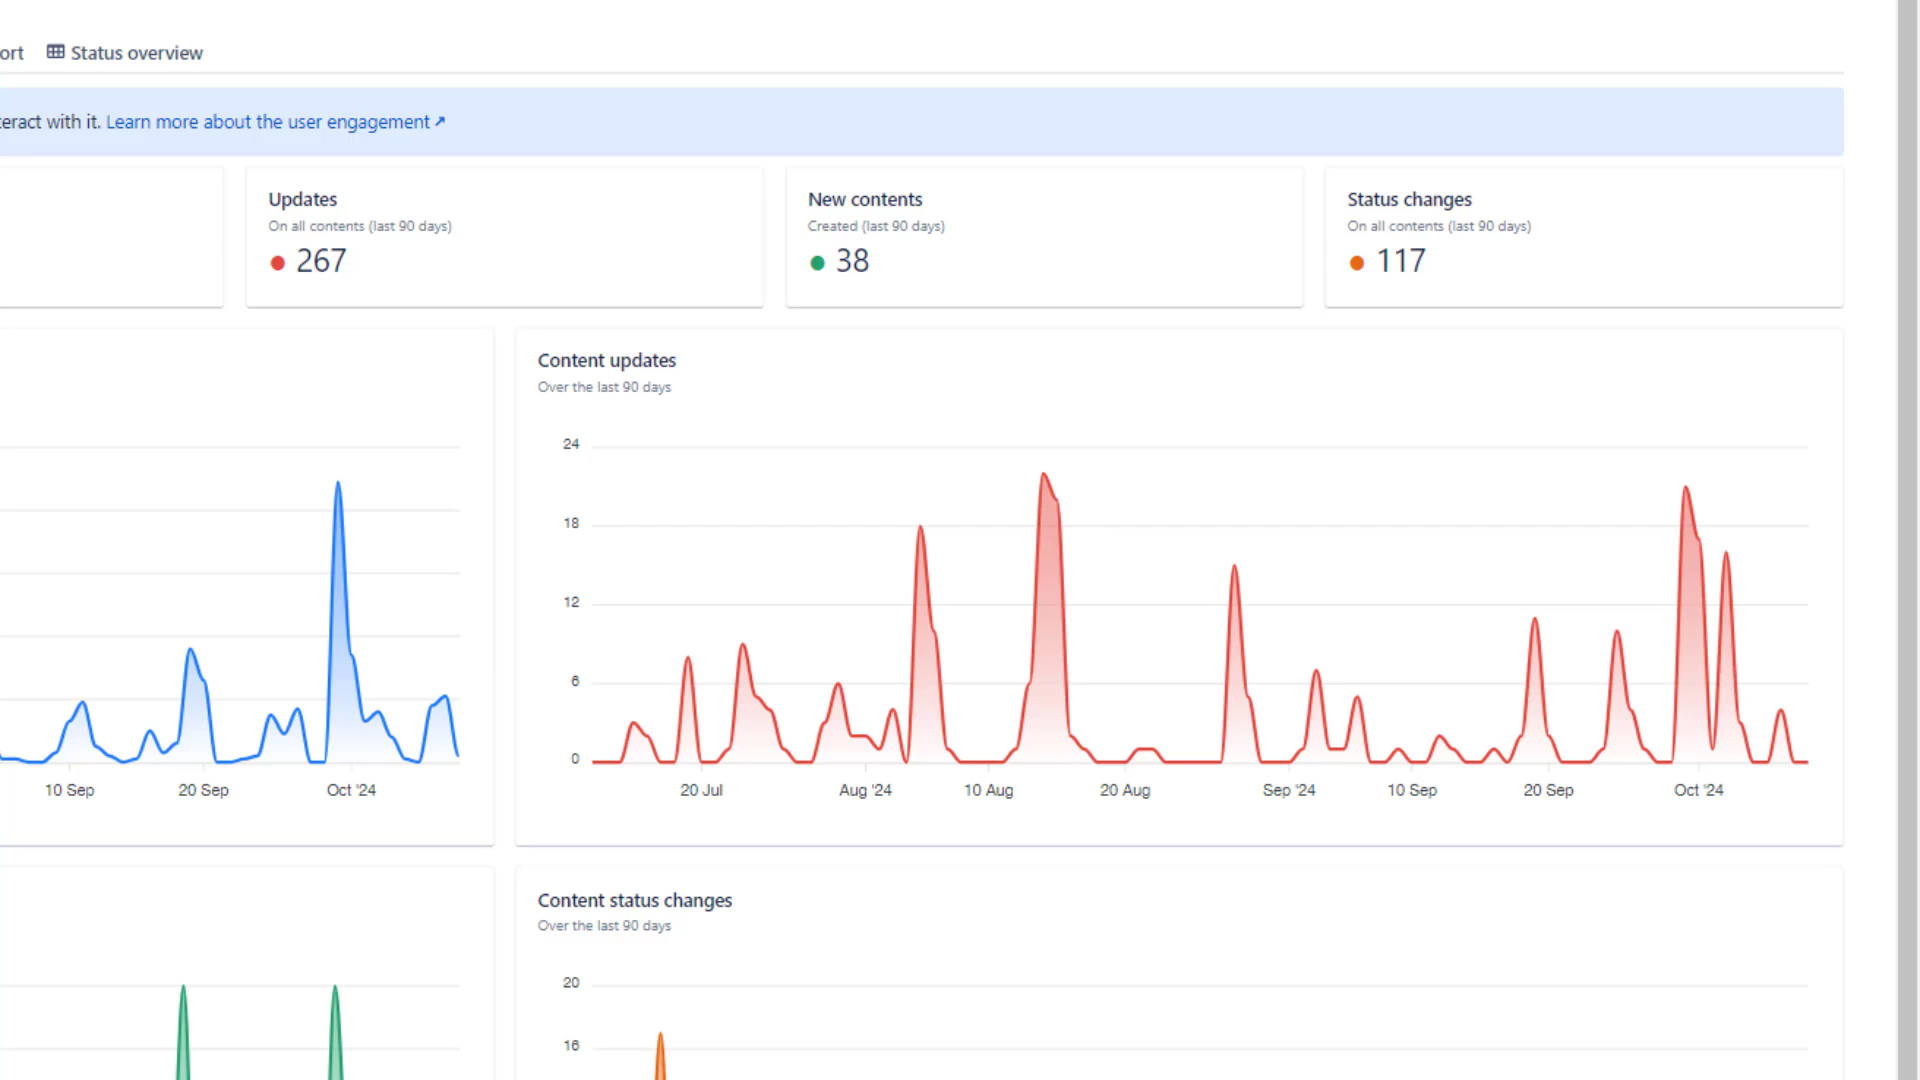 ort Status overview
teract with it. Learn more about the user engagement
Updates
On all contents (last 90 days)
267
New contents
Created (last 90 days)
38
Status changes
On all contents (last 90 days)
117
10 Sep 20 Sep Oct '24
Content updates
Over the last 90 days
24
18
12
6
0
20 Jul Aug '24 10 Aug 20 Aug Sep '24 10 Sep 20 Sep Oct '24
Content status changes
Over the last 90 days
20
16